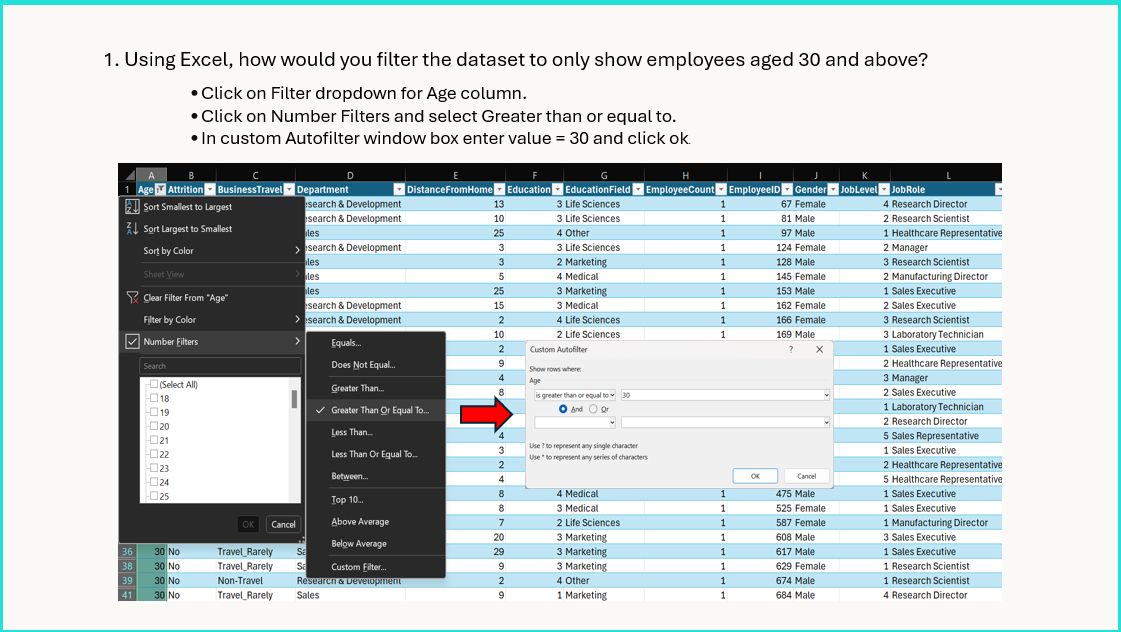 1. Using Excel, how would you filter the dataset to only show employees aged 30 and above?
• Click on Filter dropdown for Age column.
• Click on Number Filters and select Greater than or equal to.
• In custom Autofilter window box enter value = 30 and click ok.
A B C D E F G H I J K L
1 Age Attrition BusinessTravel Department DistanceFromHome Education EducationField EmployeeCount EmployeeID Gender JobLevel JobRole
esearch & Development 13 3 Life Sciences 1 67 Female 4 Research Director
esearch & Development 10 3 Life Sciences 1 81 Male 2 Research Scientist
ales 25 4 Other 1 97 Male 1 Healthcare Representative
esearch & Development 3 3 Life Sciences 1 124 Female 2 Manager
ales 3 2 Marketing 1 128 Male 3 Research Scientist
ales 5 4 Medical 1 145 Female 2 Manufacturing Director
ales 25 3 Marketing 1 153 Male 1 Sales Executive
esearch & Development 15 3 Medical 1 162 Female 2 Sales Executive
esearch & Development 2 4 Life Sciences 1 166 Female 3 Research Scientist
10 2 Life Sciences 1 169 Male 3 Laboratory Technician
2 1 Sales Executive
9 2 Healthcare Representative
4 3 Manager
8 2 Sales Executive
1 Laboratory Technician
2 Research Director
4 5 Sales Representative
3 1 Sales Executive
2 2 Healthcare Representative
4 5 Healthcare Representative
8 4 Medical 1 475 Male 1 Sales Executive
8 3 Medical 1 525 Female 1 Sales Executive
7 2 Life Sciences 1 587 Female 1 Manufacturing Director
20 3 Marketing 1 608 Male 3 Sales Executive
36 30 No Travel_Rarely Sa 29 3 Marketing 1 617 Male 1 Sales Executive
38 30 No Travel_Rarely Sa 9 3 Marketing 1 629 Female 1 Research Scientist
39 30 No Non-Travel Research & Development 2 4 Other 1 674 Male 1 Research Scientist
41 30 No Travel_Rarely Sales 9 1 Marketing 1 684 Male 4 Research Director
Sort Smallest to Largest
Sort Largest to Smallest
Sort by Color
Sheet View
Clear Filter From "Age"
Filter by Color
Number Filters
Search
(Select All)
18
19
20
21
22
23
24
25
OK Cancel
Equals...
Does Not Equal...
Greater Than...
Greater Than Or Equal To...
Less Than...
Less Than Or Equal To...
Between...
Top 10...
Above Average
Below Average
Custom Filter...
Custom Autofilter ?
Show rows where:
Age
is greater than or equal to 30
And Or
Use ? to represent any single character
Use * to represent any series of characters
OK Cancel